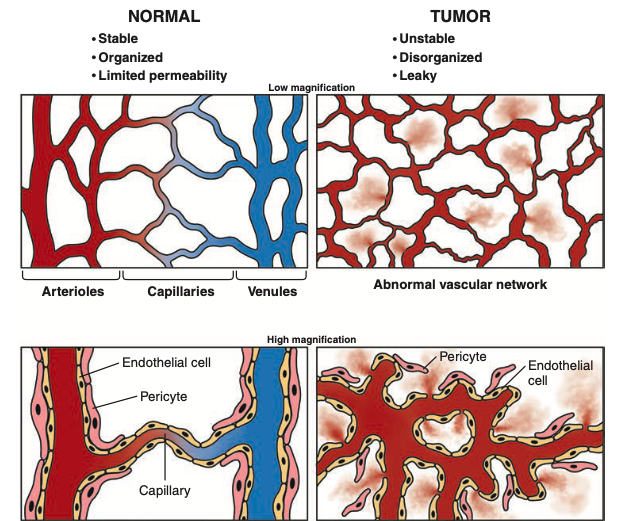 NORMAL
• Stable
• Organized
• Limited permeability
TUMOR
• Unstable
• Disorganized
• Leaky
Low magnification
Arterioles
Capillaries
Venules
Abnormal vascular network
High magnification
Endothelial cell
Pericyte
Capillary
Pericyte
Endothelial
cell